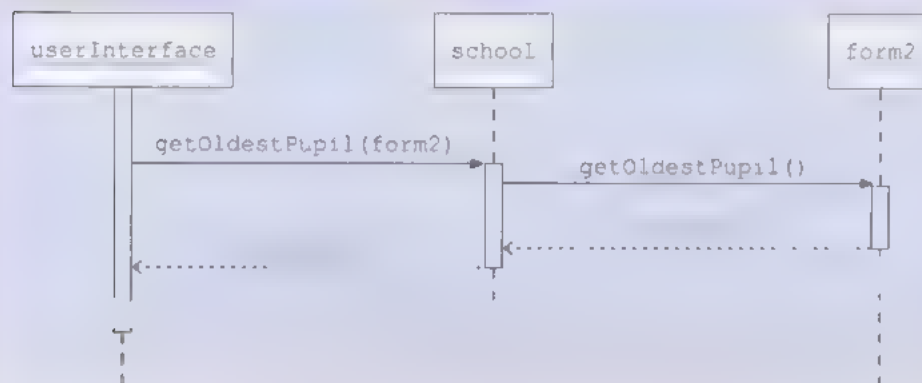 userInterface
school
form2
getOldestPupil(form2)
getOldestPupil()